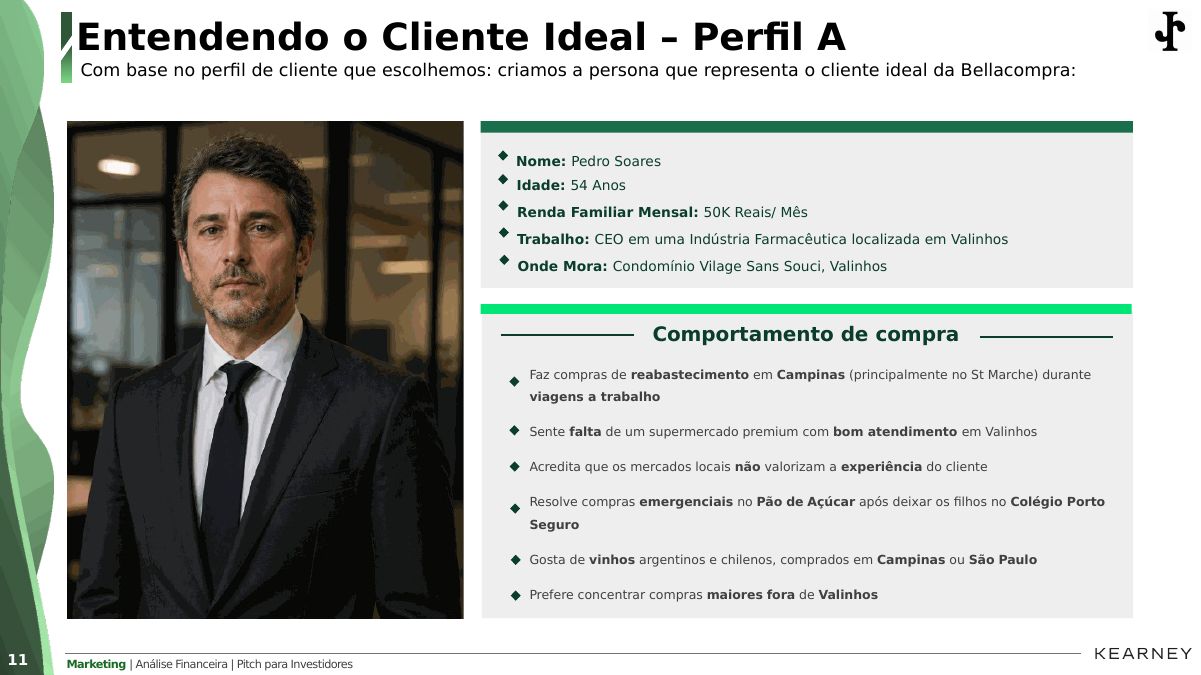 Entendendo o Cliente Ideal – Perfil A
Com base no perfil de cliente que escolhemos: criamos a persona que representa o cliente ideal da Bellacompra:
Nome: Pedro Soares
Idade: 54 Anos
Renda Familiar Mensal: 50K Reais/ Mês
Trabalho: CEO em uma Indústria Farmacêutica localizada em Valinhos
Onde Mora: Condomínio Vilage Sans Souci, Valinhos
Comportamento de compra
Faz compras de reabastecimento em Campinas (principalmente no St Marche) durante
viagens a trabalho
Sente falta de um supermercado premium com bom atendimento em Valinhos
Acredita que os mercados locais não valorizam a experiência do cliente
Resolve compras emergenciais no Pão de Açúcar após deixar os filhos no Colégio Porto
Seguro
Gosta de vinhos argentinos e chilenos, comprados em Campinas ou São Paulo
Prefere concentrar compras maiores fora de Valinhos
11
Marketing | Análise Financeira | Pitch para Investidores
KEARNEY